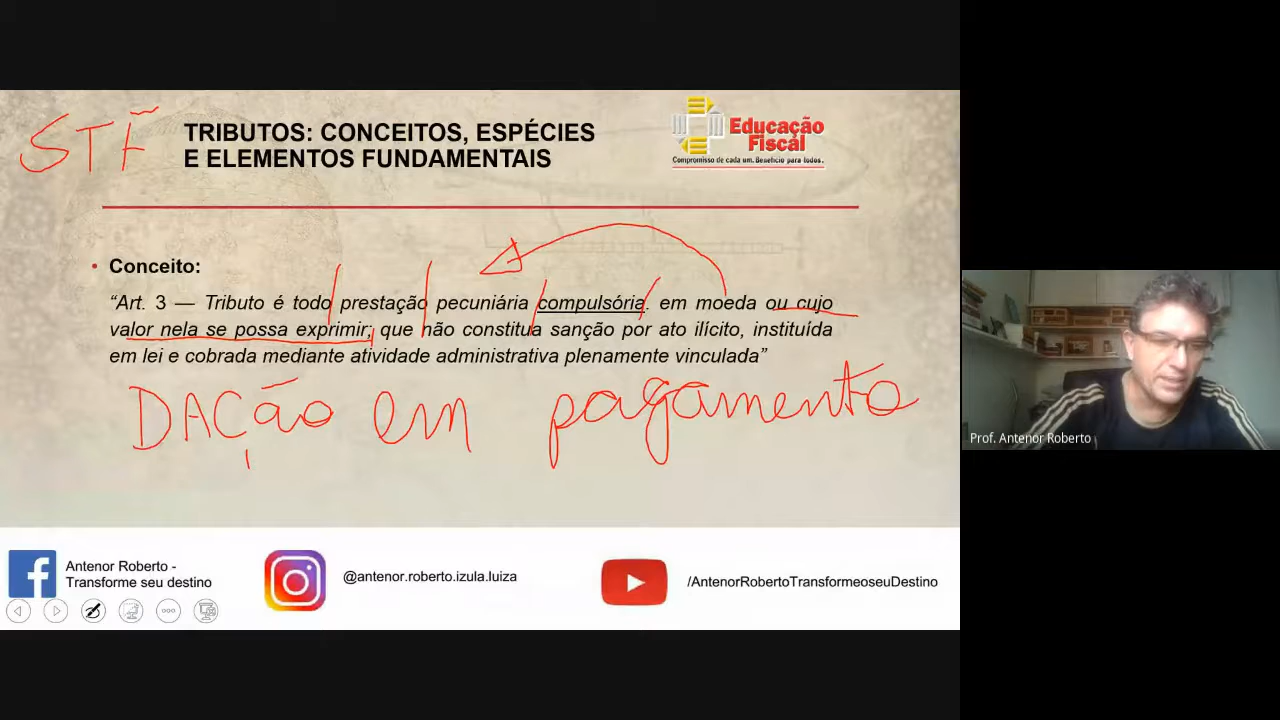 STF
TRIBUTOS: CONCEITOS, ESPÉCIES
E ELEMENTOS FUNDAMENTAIS
Educação
Fiscal
Compromisso de cada um. Benefício para todos.
• Conceito:
“Art. 3 — Tributo é todo prestação pecuniária compulsória. em moeda ou cujo
valor nela se possa exprimir; que não constitua sanção por ato ilícito, instituída
em lei e cobrada mediante atividade administrativa plenamente vinculada”
DAÇão em pagamento
Antenor Roberto -
Transforme seu destino
@antenor.roberto.izula.luiza
/AntenorRobertoTransformeoseuDestino
Prof. Antenor Roberto